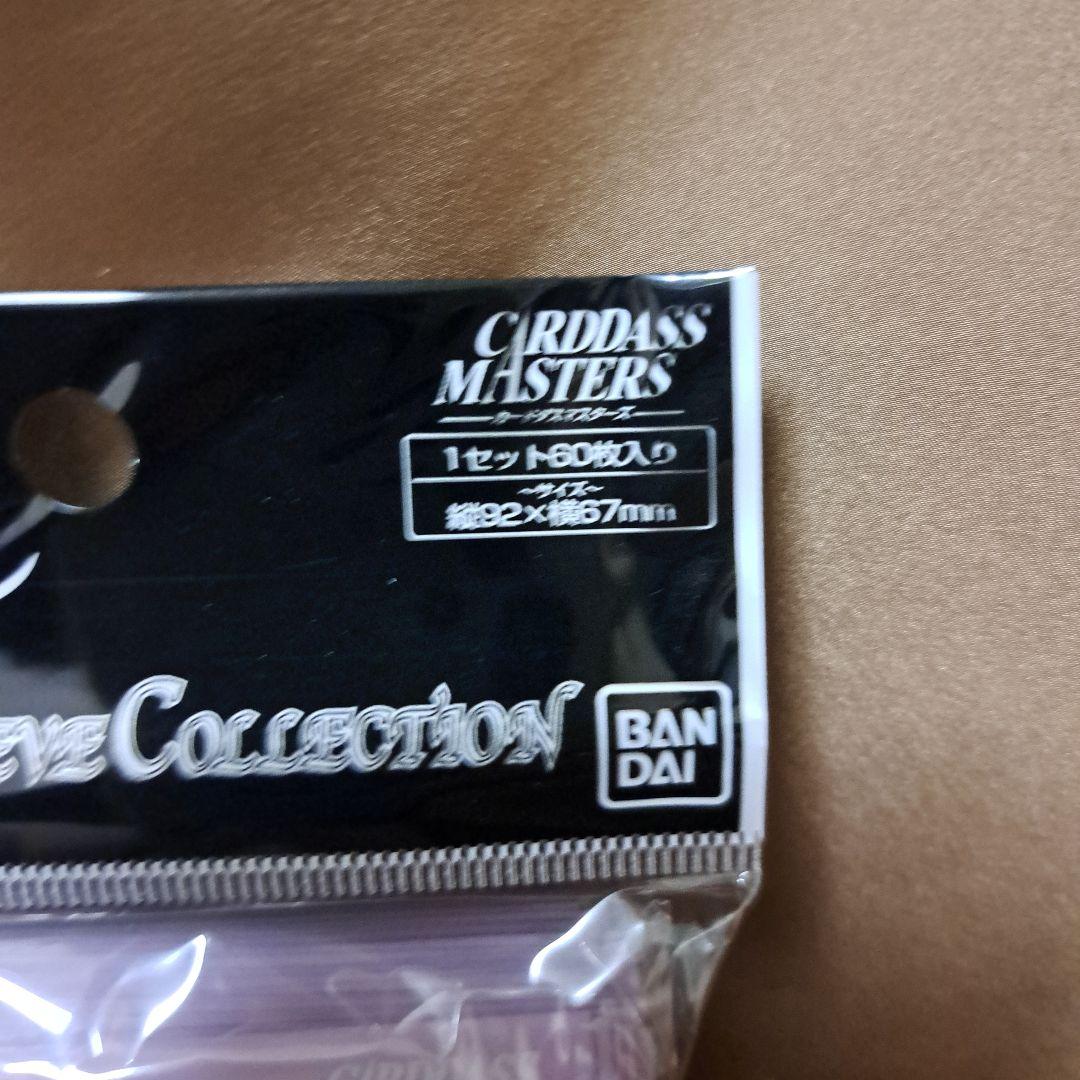 CARDDASS
MASTERS
カードダスマスターズ
1セット60枚入り
~サイズ~
縦92×横67mm
COLLECTION
BAN
DAI
CARDDASS